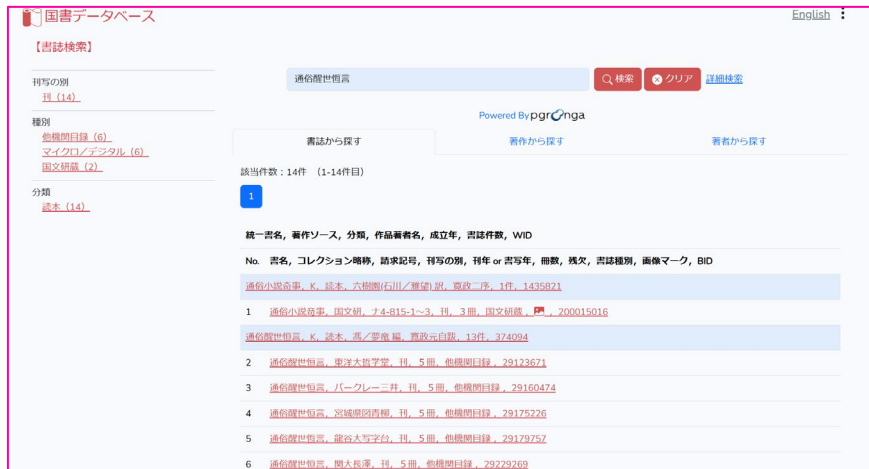 国書データベース
English
【書誌検索】
刊写の別
刊（14）
種別
他機関目録（6）
マイクロ／デジタル（6）
国文研蔵（2）
分類
読本（14）
通俗醒世恒言
検索
クリア
詳細検索
Powered By pgroonga
書誌から探す
著作から探す
著者から探す
該当件数：14件 （1-14件目）
1
統一書名, 著作ソース, 分類, 作品著者名, 成立年, 書誌件数, WID
No. 書名, コレクション略称, 請求記号, 刊写の別, 刊年 or 書写年, 冊数, 残欠, 書誌種別, 画像マーク, BID
通俗小説奇事, K, 読本, 六樹園(石川／雅望) 訳, 寛政二序, 1件, 1435821
1 通俗小説奇事, 国文研, ナ4-815-1～3, 刊, 3冊, 国文研蔵, 200015016
通俗醒世恒言, K, 読本, 馮／夢竜 編, 寛政元自跋, 13件, 374094
2 通俗醒世恒言, 東洋大哲学堂, 刊, 5冊, 他機関目録, 29123671
3 通俗醒世恒言, バークレー三井, 刊, 5冊, 他機関目録, 29160474
4 通俗醒世恒言, 宮城県図青柳, 刊, 5冊, 他機関目録, 29175226
5 通俗醒世恒言, 龍谷大写字台, 刊, 5冊, 他機関目録, 29179757
6 通俗醒世恒言, 関大長澤, 刊, 5冊, 他機関目録, 29229269